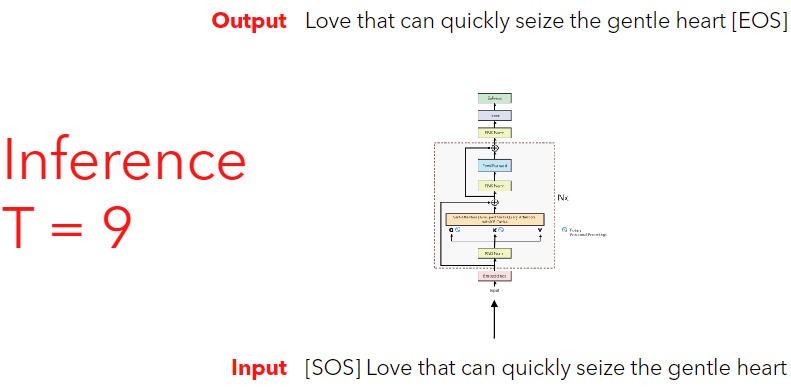 Output Love that can quickly seize the gentle heart [EOS]
Inference
T = 9
Softmax
Linear
RMS Norm
Feed Forward
RMS Norm
Nx
Q K V
RMS Norm
Embeddings
Input
Input [SOS] Love that can quickly seize the gentle heart